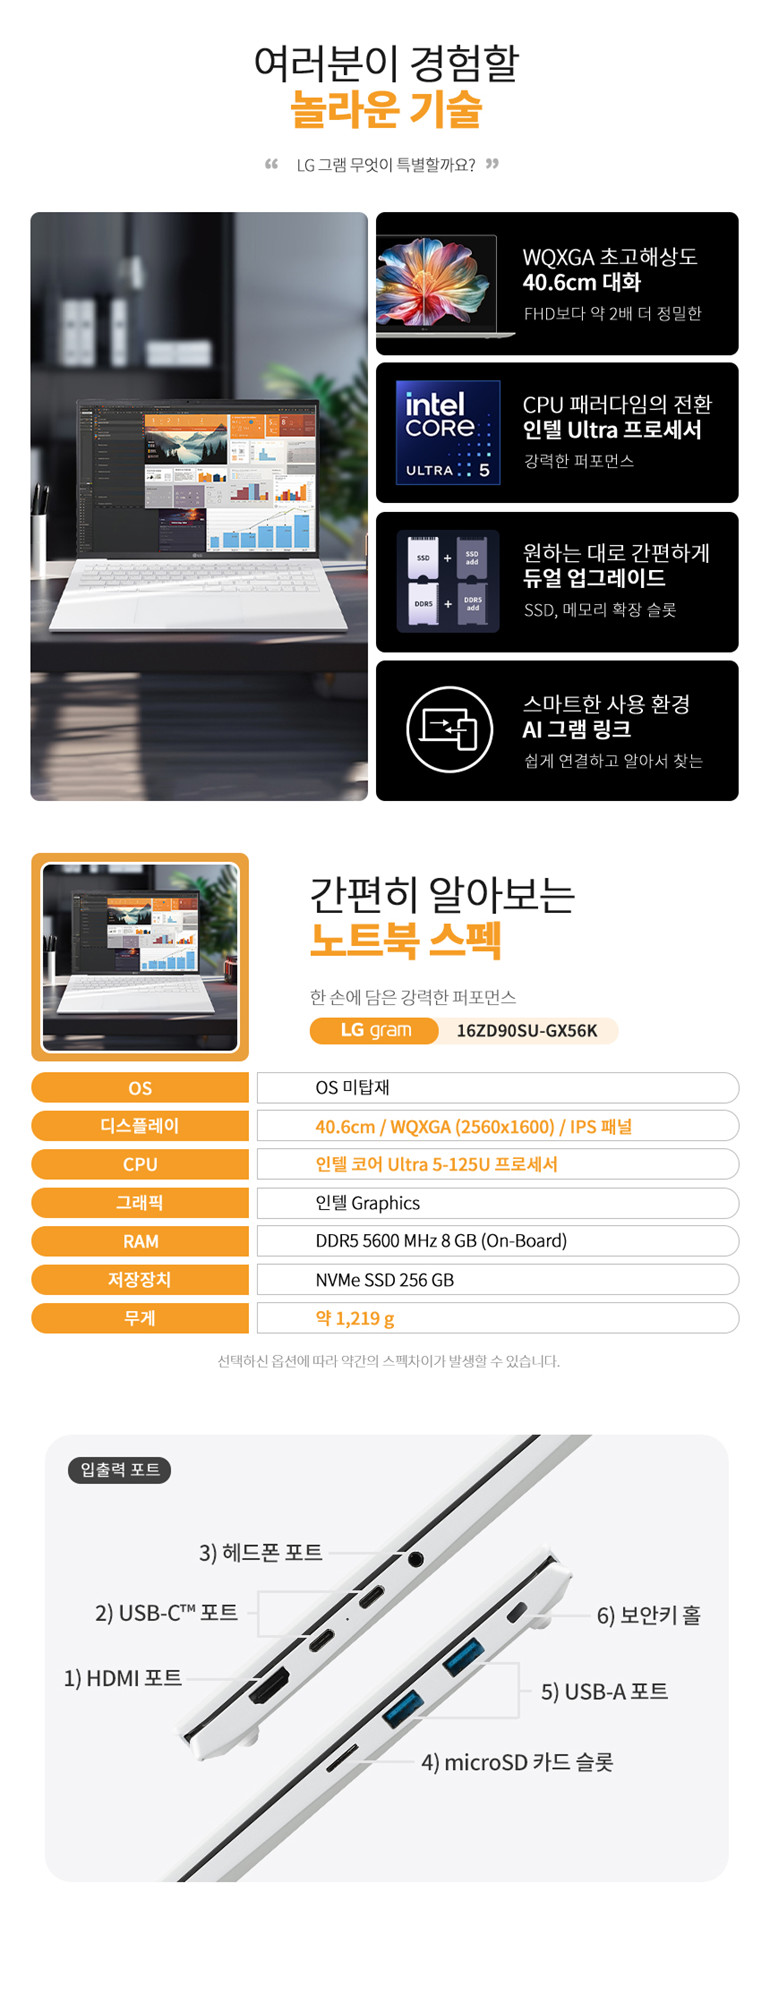 여러분이 경험할
놀라운 기술
“ LG 그램 무엇이 특별할까요? ”
WQXGA 초고해상도
40.6cm 대화
FHD보다 약 2배 더 정밀한
intel
CORE
ULTRA 5
CPU 패러다임의 전환
인텔 Ultra 프로세서
강력한 퍼포먼스
SSD + SSD add
DDR5 + DDR5 add
원하는 대로 간편하게
듀얼 업그레이드
SSD, 메모리 확장 슬롯
스마트한 사용 환경
AI 그램 링크
쉽게 연결하고 알아서 찾는
간편히 알아보는
노트북 스펙
한 손에 담은 강력한 퍼포먼스
LG gram 16ZD90SU-GX56K
OS OS 미탑재
디스플레이 40.6cm / WQXGA (2560x1600) / IPS 패널
CPU 인텔 코어 Ultra 5-125U 프로세서
그래픽 인텔 Graphics
RAM DDR5 5600 MHz 8 GB (On-Board)
저장장치 NVMe SSD 256 GB
무게 약 1,219 g
선택하신 옵션에 따라 약간의 스펙차이가 발생할 수 있습니다.
입출력 포트
3) 헤드폰 포트
2) USB-C™ 포트
6) 보안키 홀
1) HDMI 포트
5) USB-A 포트
4) microSD 카드 슬롯